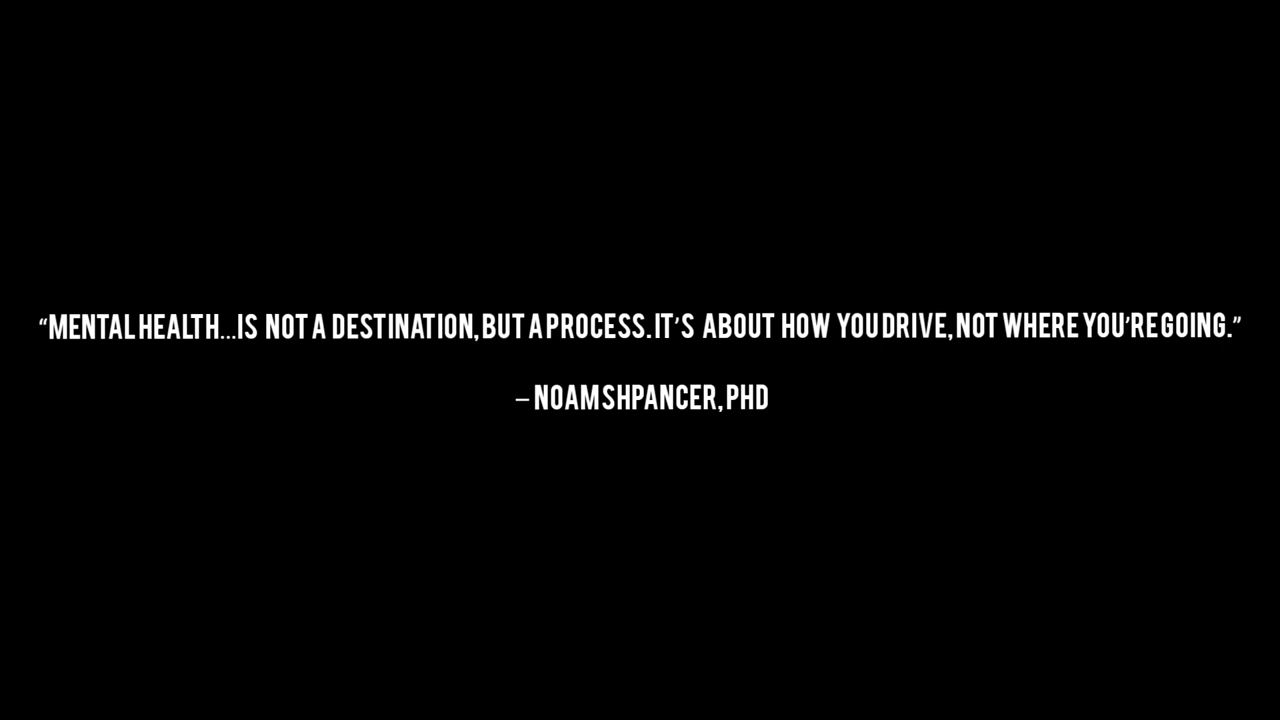 “MENTAL HEALTH...IS NOT A DESTINATION, BUT A PROCESS. IT’S ABOUT HOW YOU DRIVE, NOT WHERE YOU’RE GOING.”
– NOAM SHPANCER, PHD